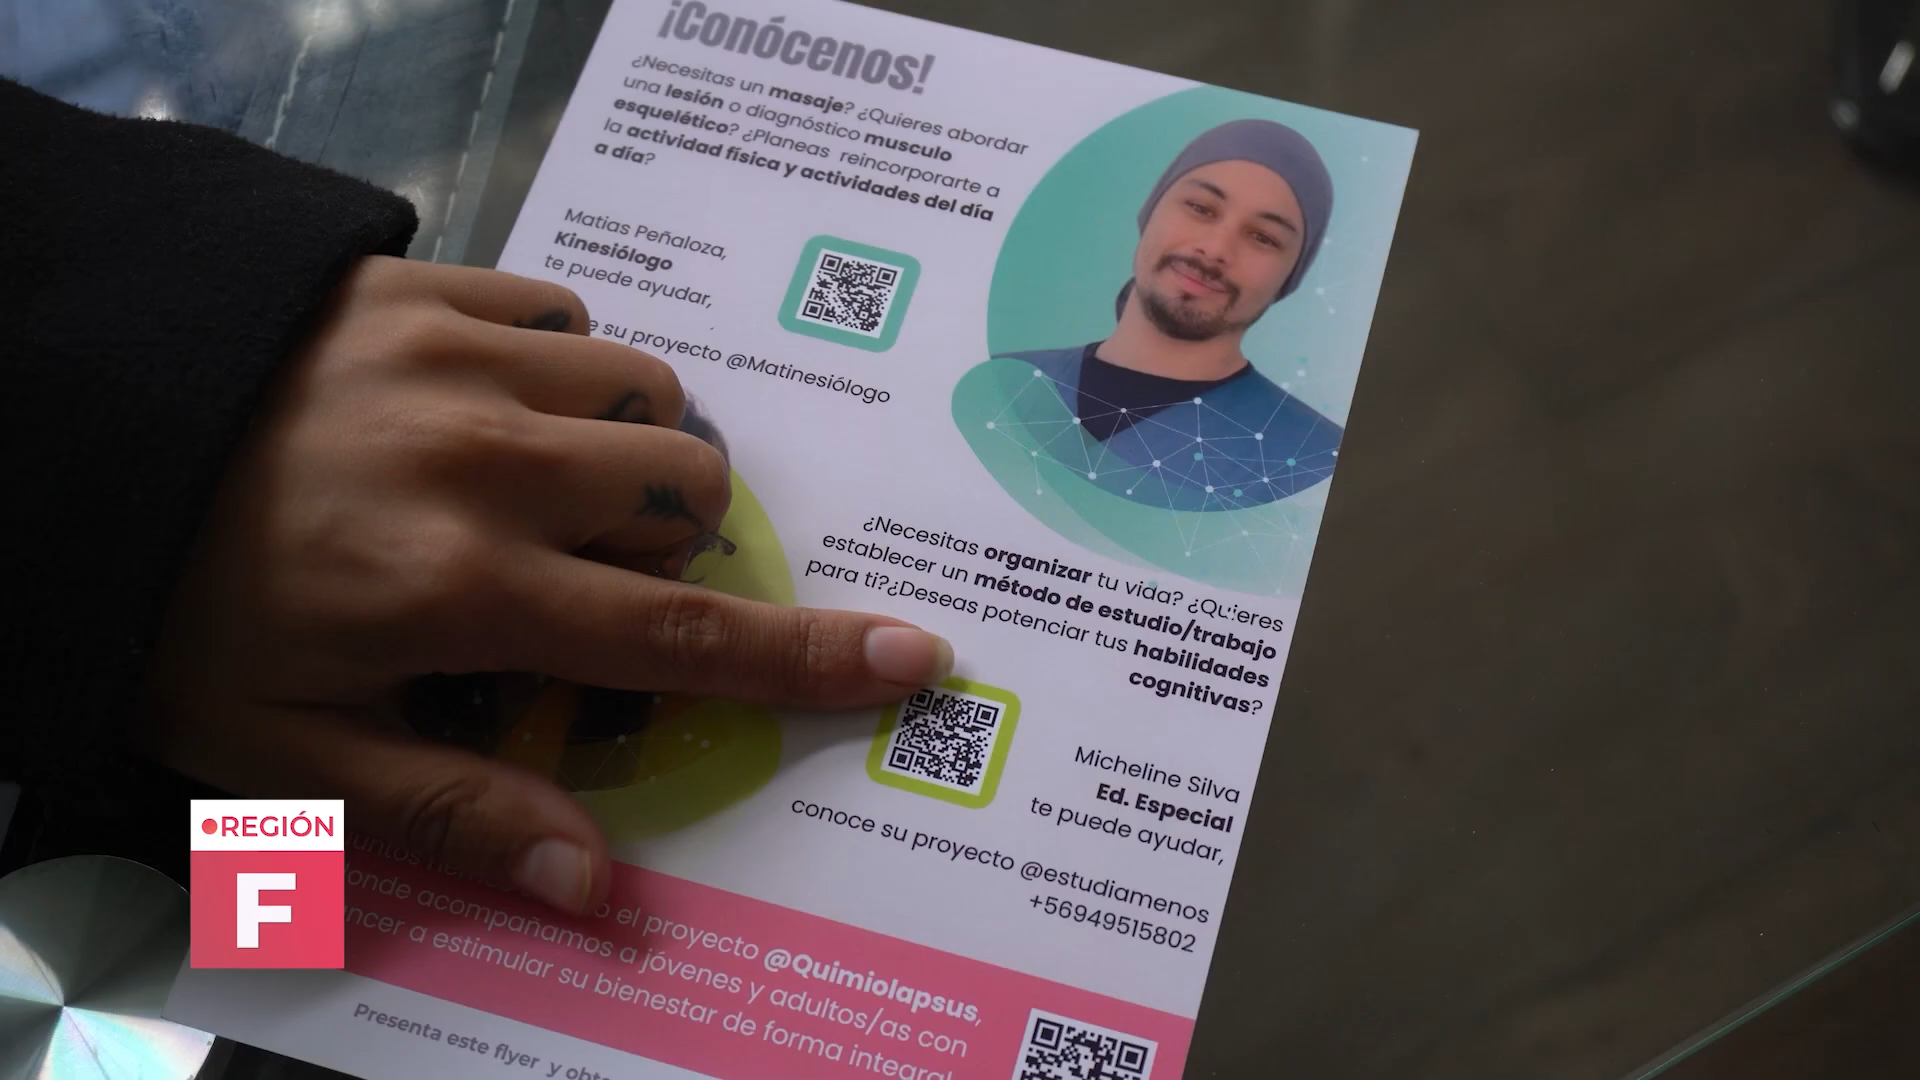 ¡Conócenos!
¿Necesitas un masaje? ¿Quieres abordar
una lesión o diagnóstico musculo
esquelético? ¿Planeas reincorporarte a
la actividad física y actividades del día
a día?
Matias Peñaloza,
Kinesiólogo
te puede ayudar,
su proyecto @Matinesiólogo
¿Necesitas organizar tu vida? ¿Quieres
establecer un método de estudio/trabajo
para ti?¿Deseas potenciar tus habilidades
cognitivas?
Micheline Silva
Ed. Especial
te puede ayudar,
conoce su proyecto @estudiamenos
+56949515802
el proyecto @Quimiolapsus,
donde acompañamos a jóvenes y adultos/as con
a estimular su bienestar de forma integral
Presenta este flyer y
REGIÓN
F